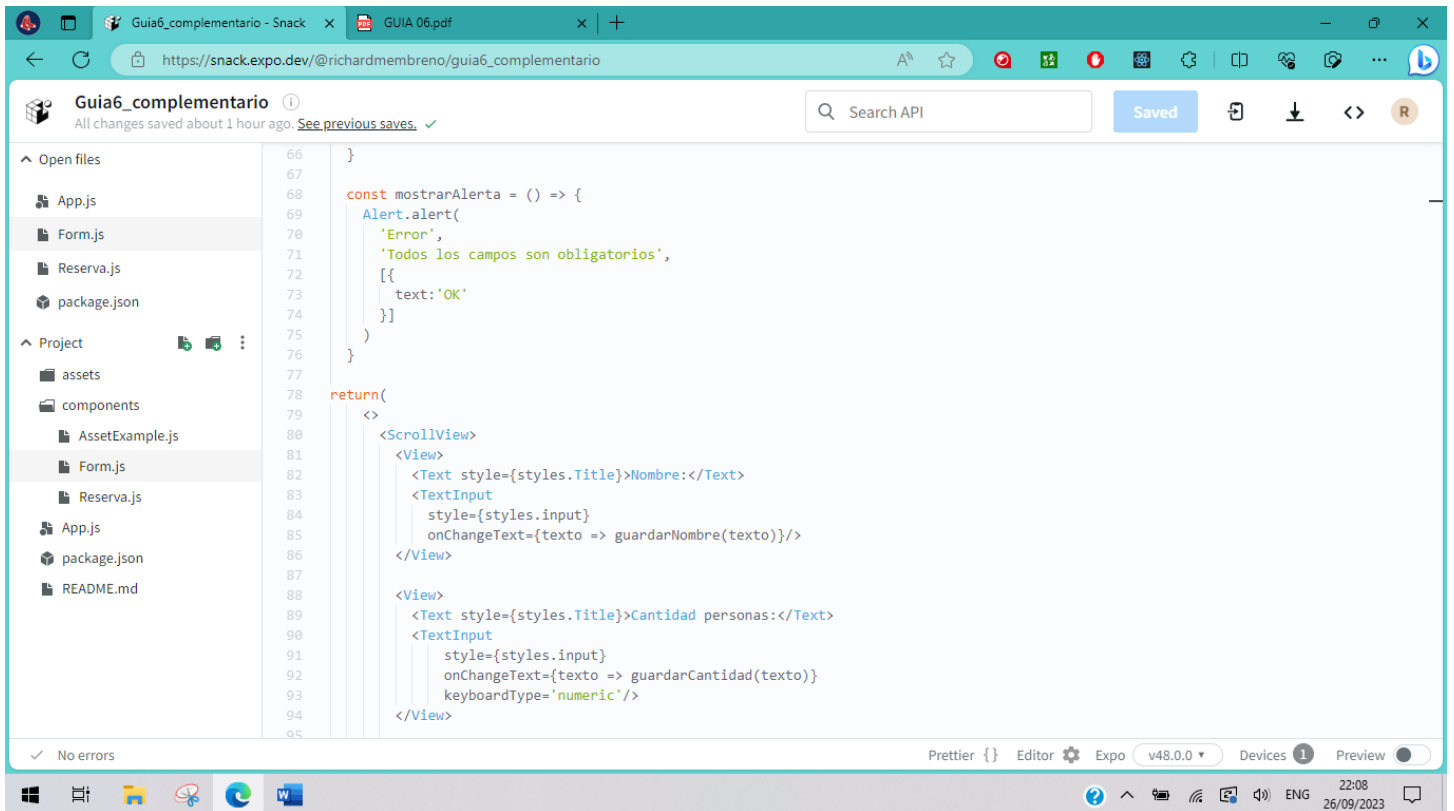 Guia6_complementario - Snack
GUIA 06.pdf
https://snack.expo.dev/@richardmembreno/guia6_complementario
Guia6_complementario
All changes saved about 1 hour ago. See previous saves.
Search API
Saved
R
Open files
App.js
Form.js
Reserva.js
package.json
Project
assets
components
AssetExample.js
Form.js
Reserva.js
App.js
package.json
README.md
66 }
67
68 const mostrarAlerta = () => {
69 Alert.alert(
70 'Error',
71 'Todos los campos son obligatorios',
72 [{
73 text:'OK'
74 }]
75 )
76 }
77
78 return(
79 <>
80 <ScrollView>
81 <View>
82 <Text style={styles.Title}>Nombre:</Text>
83 <TextInput
84 style={styles.input}
85 onChangeText={texto => guardarNombre(texto)}/>
86 </View>
87
88 <View>
89 <Text style={styles.Title}>Cantidad personas:</Text>
90 <TextInput
91 style={styles.input}
92 onChangeText={texto => guardarCantidad(texto)}
93 keyboardType='numeric'/>
94 </View>
95
No errors
Prettier {} Editor Expo v48.0.0 Devices 1 Preview
ENG
22:08
26/09/2023